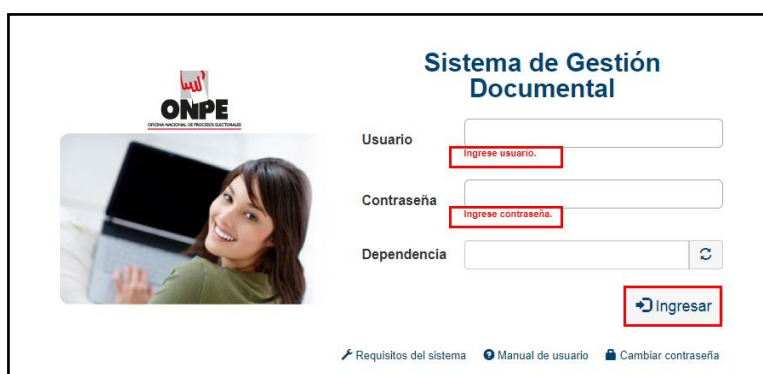 Sistema de Gestión
Documental
ONPE
OFICINA NACIONAL DE PROCESOS ELECTORALES
Usuario
Ingrese usuario.
Contraseña
Ingrese contraseña.
Dependencia
Ingresar
Requisitos del sistema
Manual de usuario
Cambiar contraseña